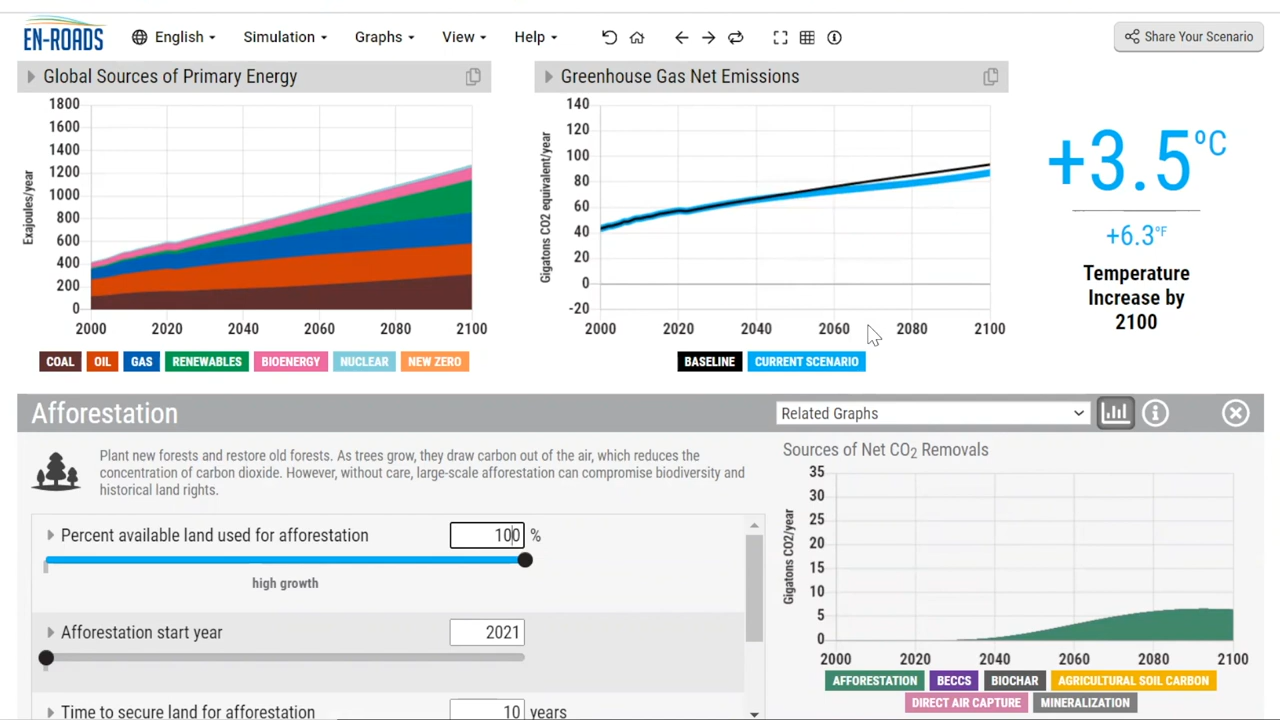 EN-ROADS English Simulation Graphs View Help Share Your Scenario
Global Sources of Primary Energy
Exajoules/year
1800
1600
1400
1200
1000
800
600
400
200
0
2000 2020 2040 2060 2080 2100
COAL OIL GAS RENEWABLES BIOENERGY NUCLEAR NEW ZERO
Greenhouse Gas Net Emissions
Gigatons CO2 equivalent/year
140
120
100
80
60
40
20
0
-20
2000 2020 2040 2060 2080 2100
BASELINE CURRENT SCENARIO
+3.5°C
+6.3°F
Temperature
Increase by
2100
Afforestation
Plant new forests and restore old forests. As trees grow, they draw carbon out of the air, which reduces the
concentration of carbon dioxide. However, without care, large-scale afforestation can compromise biodiversity and
historical land rights.
Percent available land used for afforestation 100 %
high growth
Afforestation start year 2021
Time to secure land for afforestation 10 years
Related Graphs
Sources of Net CO2 Removals
Gigatons CO2/year
35
30
25
20
15
10
5
0
2000 2020 2040 2060 2080 2100
AFFORESTATION BECCS BIOCHAR AGRICULTURAL SOIL CARBON
DIRECT AIR CAPTURE MINERALIZATION